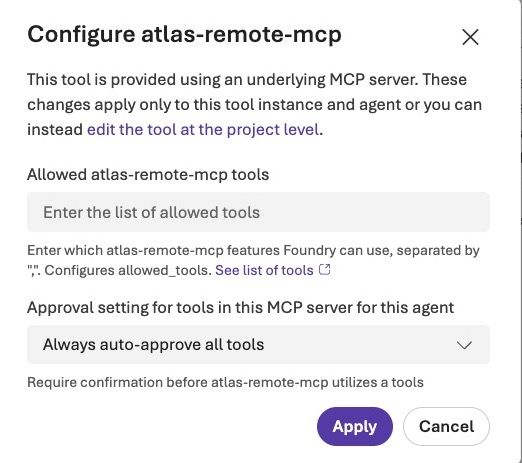 Configure atlas-remote-mcp
This tool is provided using an underlying MCP server. These
changes apply only to this tool instance and agent or you can
instead edit the tool at the project level.
Allowed atlas-remote-mcp tools
Enter the list of allowed tools
Enter which atlas-remote-mcp features Foundry can use, separated by
",". Configures allowed_tools. See list of tools
Approval setting for tools in this MCP server for this agent
Always auto-approve all tools
Require confirmation before atlas-remote-mcp utilizes a tools
Apply
Cancel